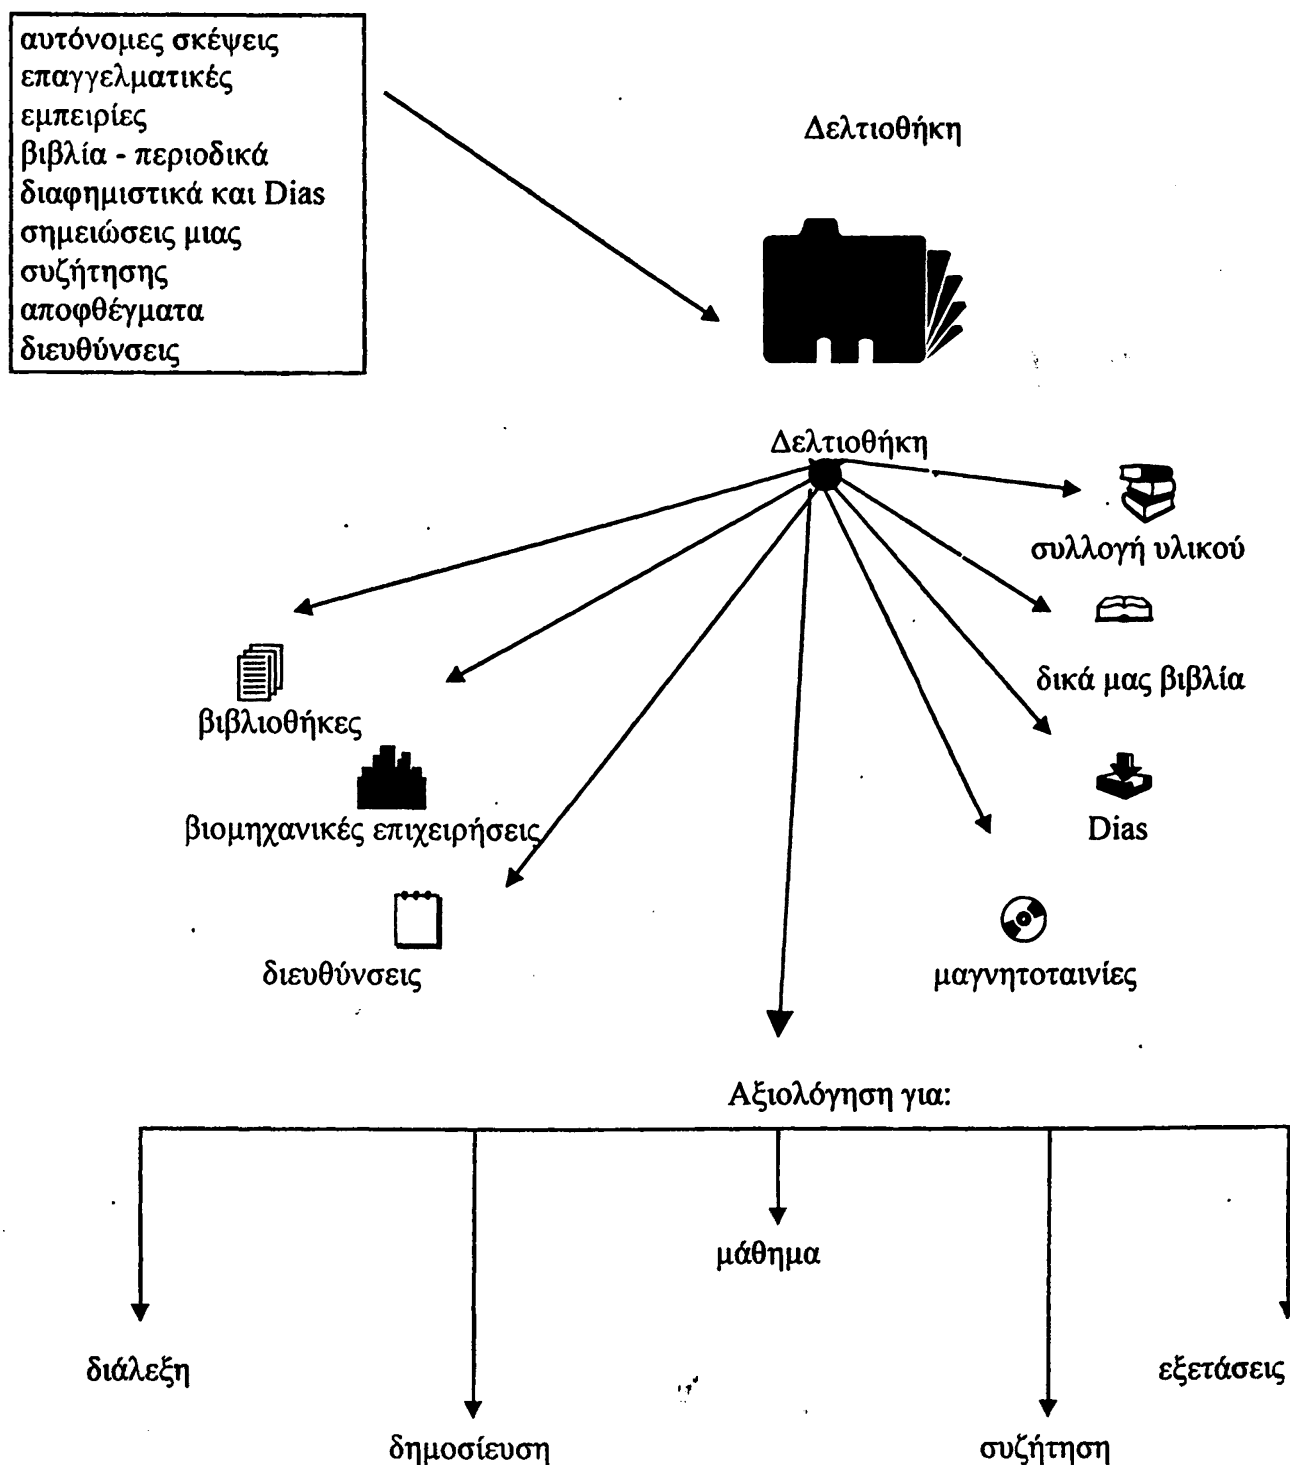 αυτόνομες σκέψεις
επαγγελματικές
εμπειρίες
βιβλία - περιοδικά
διαφημιστικά και Dias
σημειώσεις μιας
συζήτησης
αποφθέγματα
διευθύνσεις
Δελτιοθήκη
Δελτιοθήκη
συλλογή υλικού
δικά μας βιβλία
βιβλιοθήκες
Dias
βιομηχανικές επιχειρήσεις
διευθύνσεις
μαγνητοταινίες
Αξιολόγηση για:
μάθημα
διάλεξη
εξετάσεις
δημοσίευση
συζήτηση